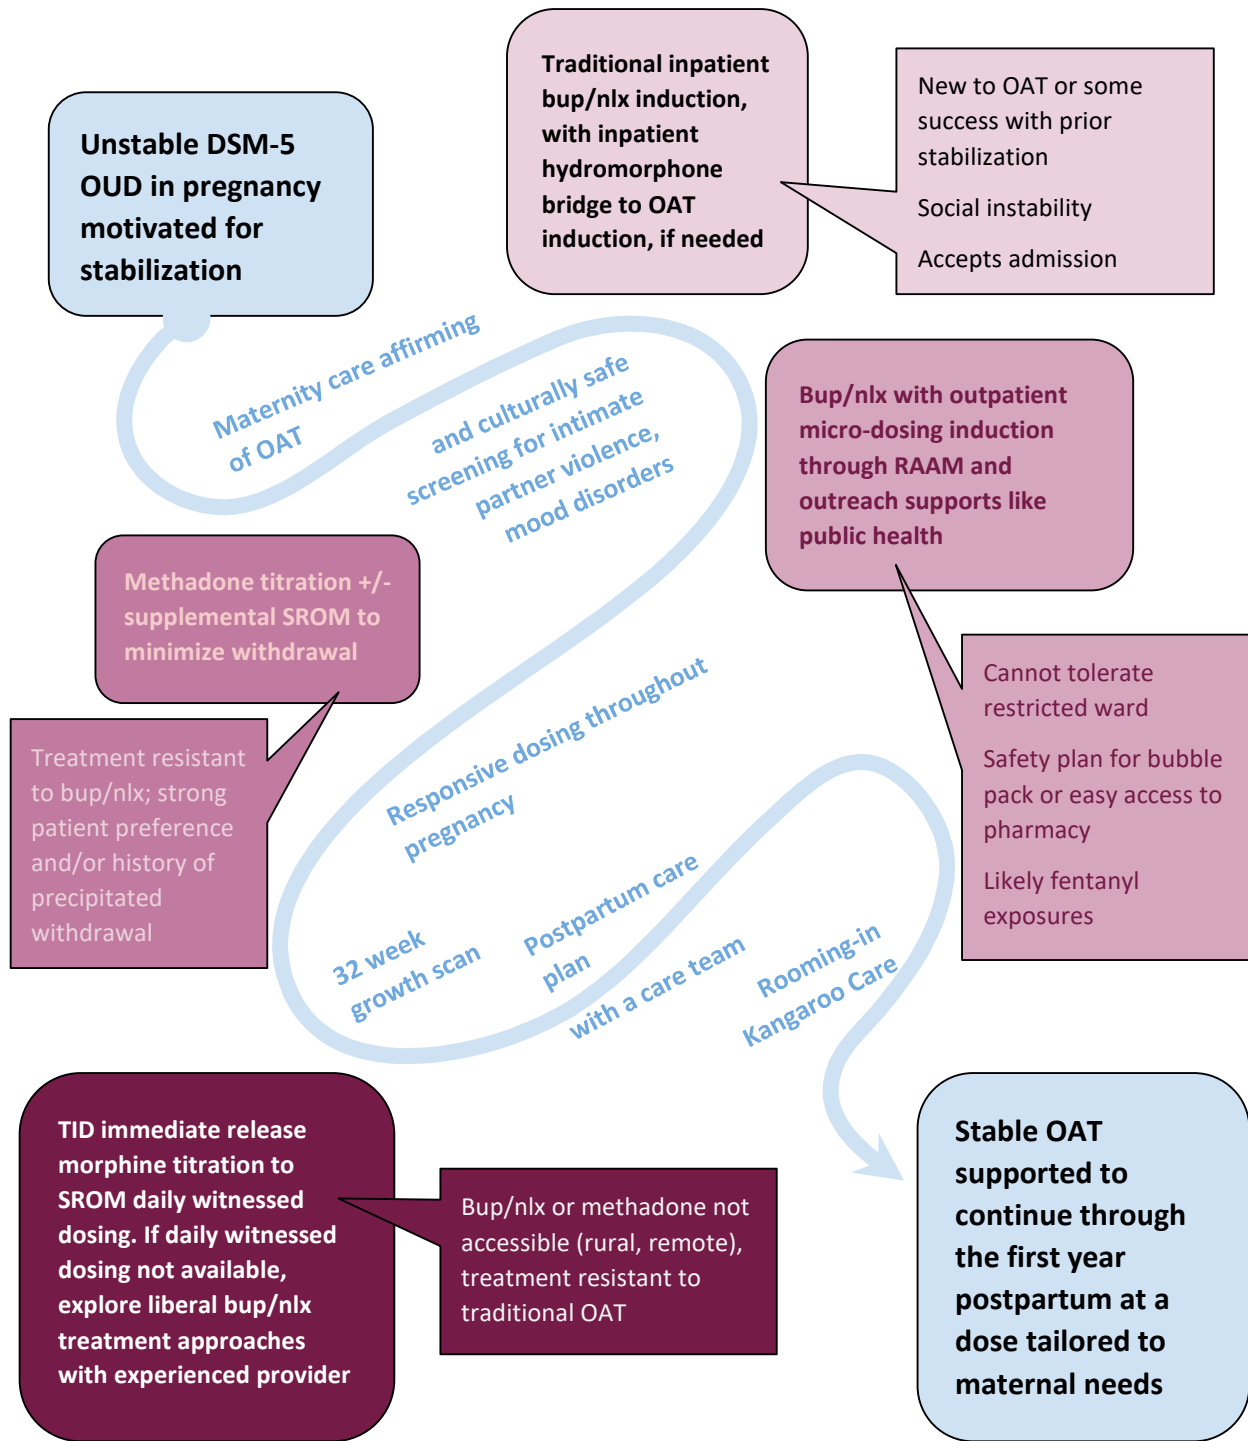 Unstable DSM-5
OUD in pregnancy
motivated for
stabilization
Traditional inpatient
bup/nlx induction,
with inpatient
hydromorphone
bridge to OAT
induction, if needed
New to OAT or some
success with prior
stabilization
Social instability
Accepts admission
Maternity care affirming
of OAT
and culturally safe
screening for intimate
partner violence,
mood disorders
Bup/nlx with outpatient
micro-dosing induction
through RAAM and
outreach supports like
public health
Cannot tolerate
restricted ward
Safety plan for bubble
pack or easy access to
pharmacy
Likely fentanyl
exposures
Methadone titration +/-
supplemental SROM to
minimize withdrawal
Treatment resistant
to bup/nlx; strong
patient preference
and/or history of
precipitated
withdrawal
Responsive dosing throughout
pregnancy
32 week
growth scan
Postpartum care
plan
with a care team
Rooming-in
Kangaroo Care
TID immediate release
morphine titration to
SROM daily witnessed
dosing. If daily witnessed
dosing not available,
explore liberal bup/nlx
treatment approaches
with experienced provider
Bup/nlx or methadone not
accessible (rural, remote),
treatment resistant to
traditional OAT
Stable OAT
supported to
continue through
the first year
postpartum at a
dose tailored to
maternal needs